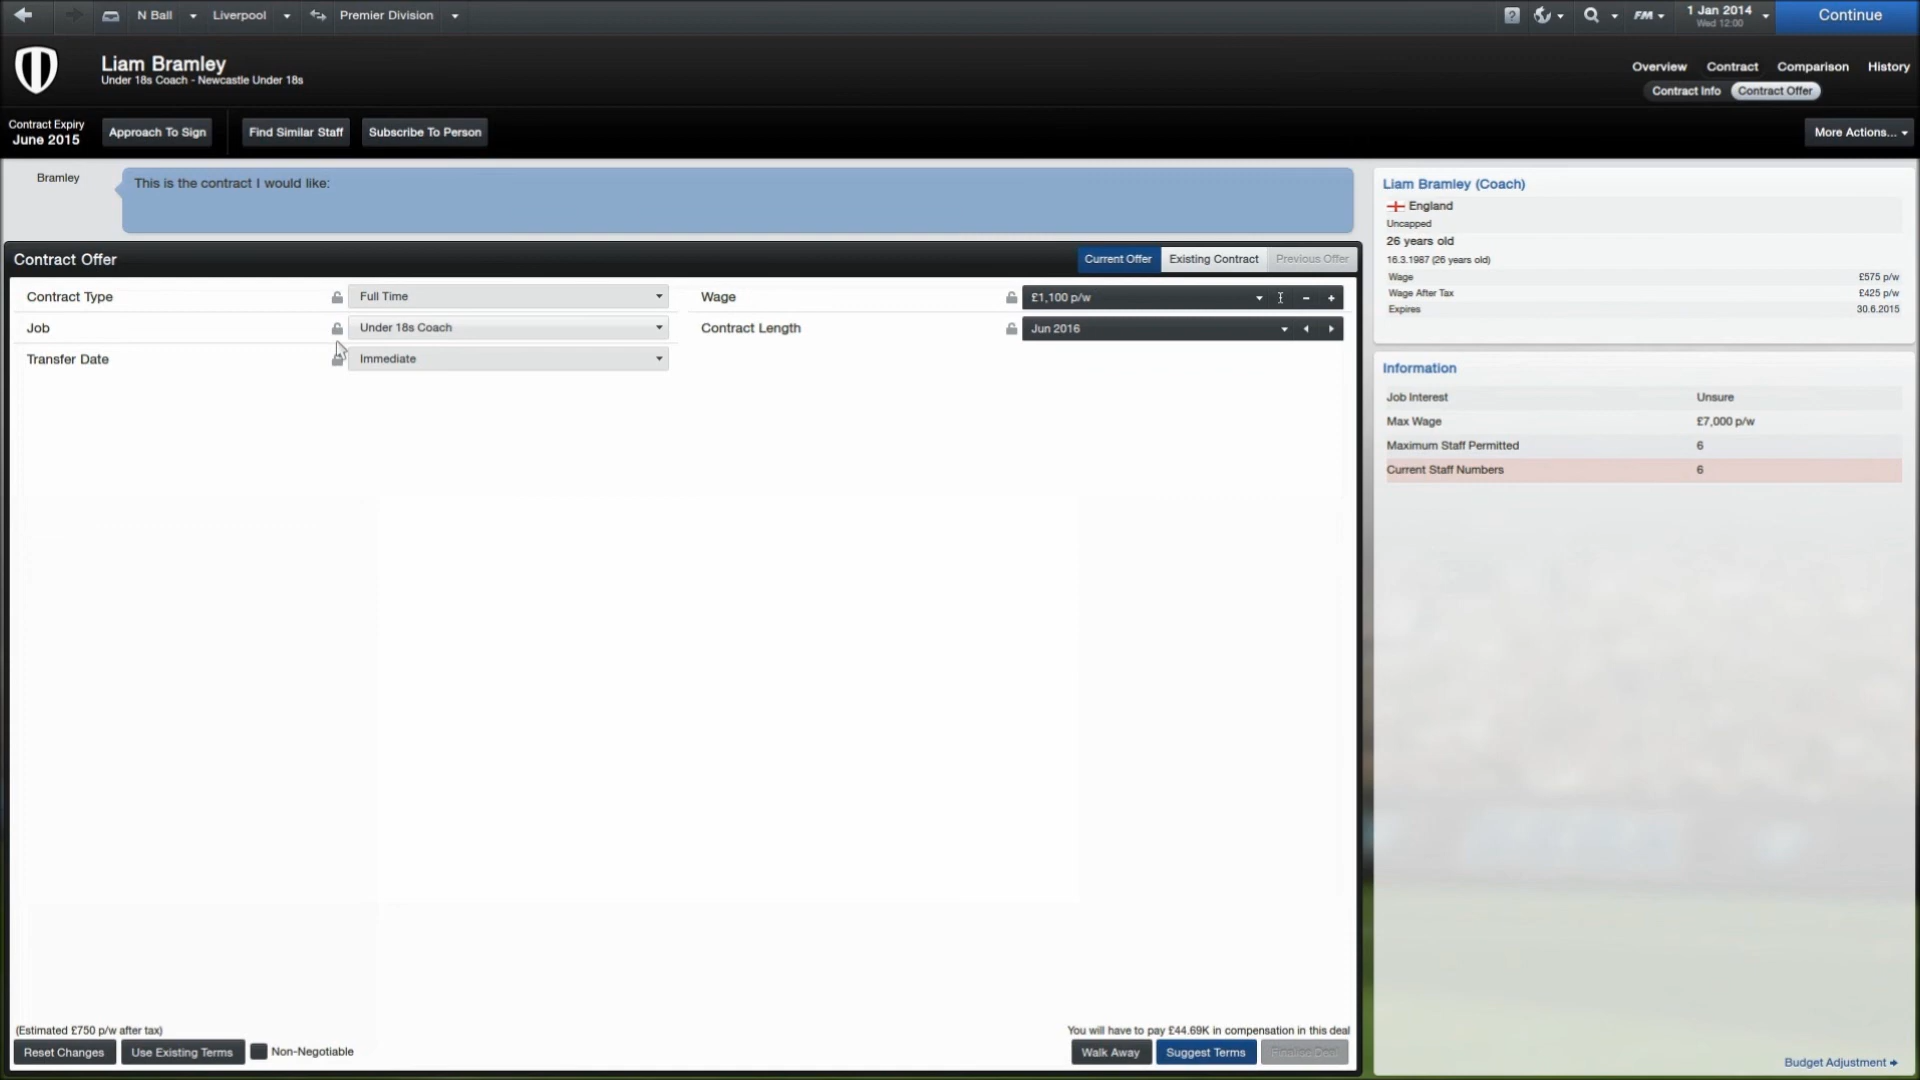 N Ball
Liverpool
Premier Division
?
FM
1 Jan 2014
Wed 12:00
Continue
Liam Bramley
Under 18s Coach - Newcastle Under 18s
Overview Contract Comparison History
Contract Info Contract Offer
Contract Expiry
June 2015
Approach To Sign
Find Similar Staff
Subscribe To Person
More Actions...
Bramley
This is the contract I would like:
Contract Offer
Current Offer Existing Contract Previous Offer
Contract Type Full Time
Wage £1,100 p/w - +
Job Under 18s Coach
Contract Length Jun 2016
Transfer Date Immediate
Liam Bramley (Coach)
England
Uncapped
26 years old
16.3.1987 (26 years old)
Wage £575 p/w
Wage After Tax £425 p/w
Expires 30.6.2015
Information
Job Interest Unsure
Max Wage £7,000 p/w
Maximum Staff Permitted 6
Current Staff Numbers 6
(Estimated £750 p/w after tax)
Reset Changes Use Existing Terms Non-Negotiable
You will have to pay £44.69K in compensation in this deal
Walk Away Suggest Terms Finalise Deal
Budget Adjustment